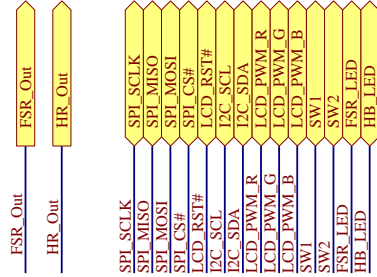 FSR_Out
HR_Out
SPI_SCLK
SPI_MISO
SPI_MOSI
SPI_CS#
LCD_RST#
I2C_SCL
I2C_SDA
LCD_PWM_R
LCD_PWM_G
LCD_PWM_B
SW1
SW2
FSR_LED
HB_LED
FSR_Out
HR_Out
SPI_SCLK
SPI_MISO
SPI_MOSI
SPI_CS#
LCD_RST#
I2C_SCL
I2C_SDA
LCD_PWM_R
LCD_PWM_G
LCD_PWM_B
SW1
SW2
FSR_LED
HB_LED